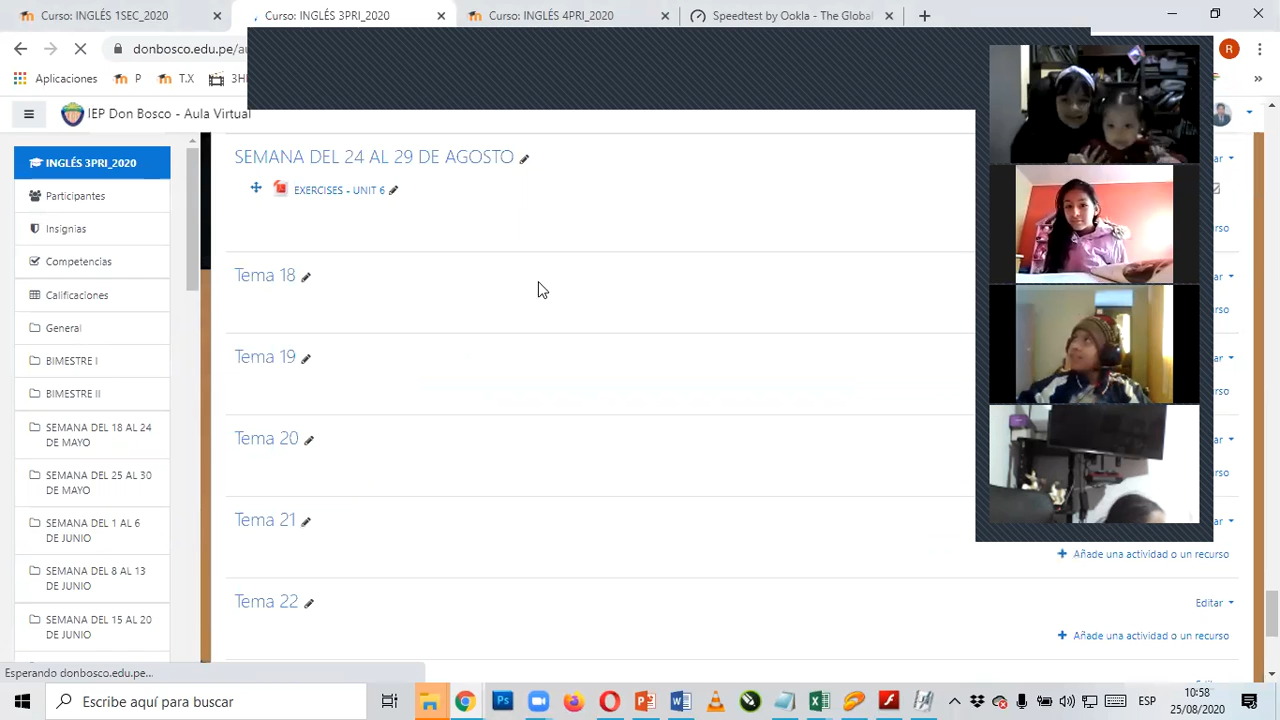 Curso: INGLÉS 1SEC_2020
Curso: INGLÉS 3PRI_2020
Curso: INGLÉS 4PRI_2020
Speedtest by Ookla - The Global
donbosco.edu.pe/au
R
Aplicaciones
P
T.X
3H
IEP Don Bosco - Aula Virtual
INGLÉS 3PRI_2020
Participantes
Insignias
Competencias
Calificaciones
General
BIMESTRE I
BIMESTRE II
SEMANA DEL 18 AL 24
DE MAYO
SEMANA DEL 25 AL 30
DE MAYO
SEMANA DEL 1 AL 6
DE JUNIO
SEMANA DEL 8 AL 13
DE JUNIO
SEMANA DEL 15 AL 20
DE JUNIO
SEMANA DEL 24 AL 29 DE AGOSTO
EXERCISES - UNIT 6
Tema 18
Tema 19
Tema 20
Tema 21
Añade una actividad o un recurso
Tema 22
Editar
Añade una actividad o un recurso
Esperando donbosco.edu.pe...
Escribe aquí para buscar
ESP
10:58
25/08/2020